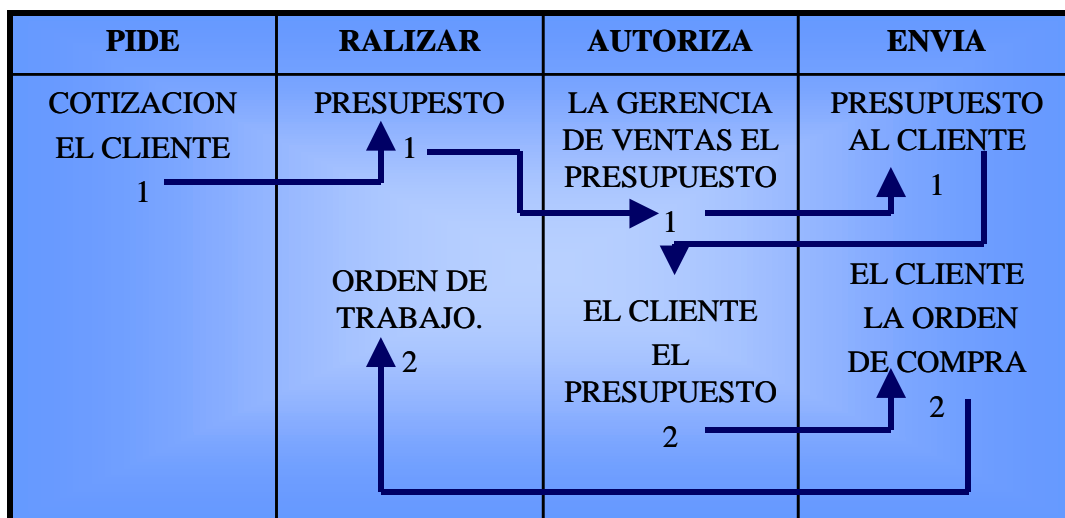 PIDE
RALIZAR
AUTORIZA
ENVIA
COTIZACION
EL CLIENTE
1
PRESUPESTO
1
LA GERENCIA
DE VENTAS EL
PRESUPUESTO
1
PRESUPUESTO
AL CLIENTE
1
ORDEN DE
TRABAJO.
2
EL CLIENTE
EL
PRESUPUESTO
2
EL CLIENTE
LA ORDEN
DE COMPRA
2